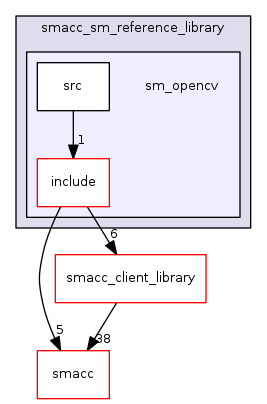 smacc_sm_reference_library
src
sm_opencv
1
include
6
smacc_client_library
5
38
smacc